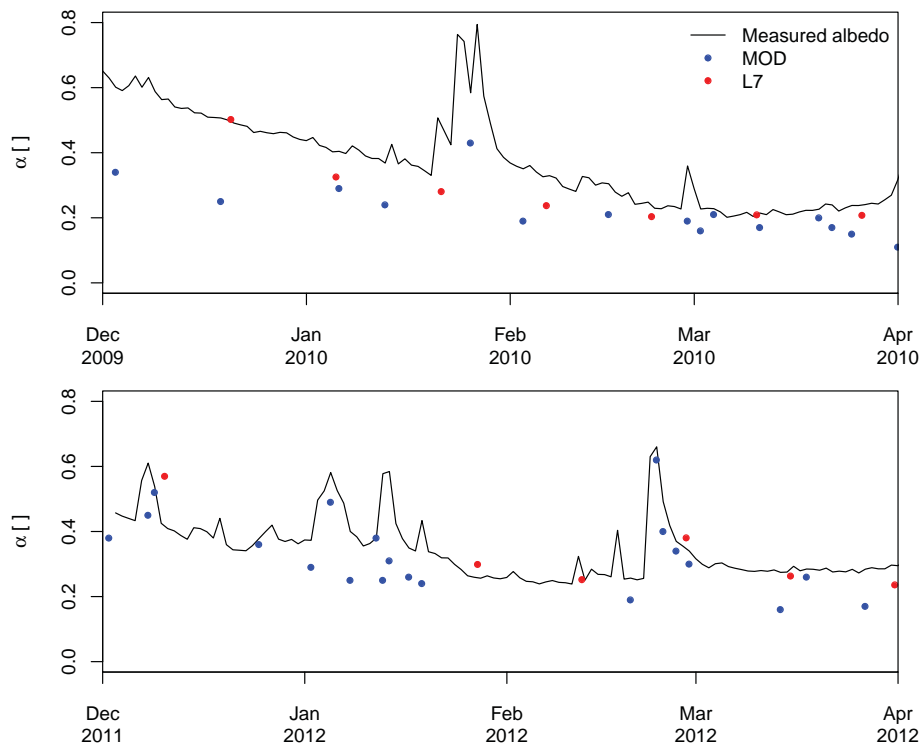 0.8
0.6
0.4
0.2
0.0
α [ ]
Measured albedo
MOD
L7
Dec Jan Feb Mar Apr
2009 2010 2010 2010 2010
0.8
0.6
0.4
0.2
0.0
α [ ]
Dec Jan Feb Mar Apr
2011 2012 2012 2012 2012